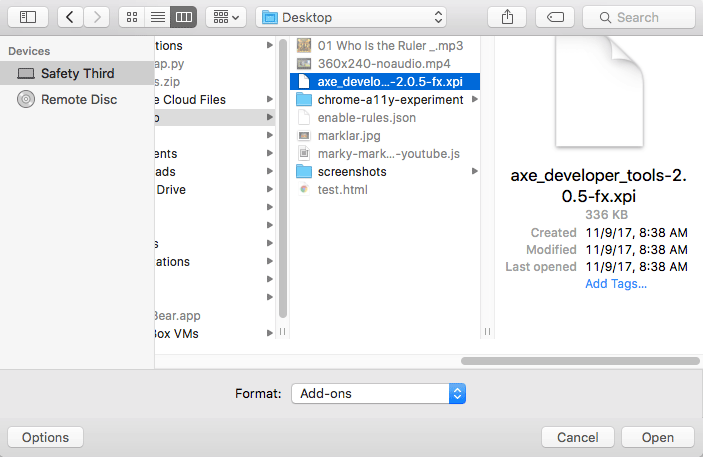 Desktop
Search
Devices
Safety Third
Remote Disc
tions
ap.py
s.zip
e Cloud Files
p
ents
ads
Drive
s
ations
Bear.app
Box VMs
01 Who Is the Ruler _.mp3
360x240-noaudio.mp4
axe_develo...-2.0.5-fx.xpi
chrome-a11y-experiment
enable-rules.json
marklar.jpg
marky-mark...-youtube.js
screenshots
test.html
axe_developer_tools-2.
0.5-fx.xpi
336 KB
Created 11/9/17, 8:38 AM
Modified 11/9/17, 8:38 AM
Last opened 11/9/17, 8:38 AM
Add Tags...
Format: Add-ons
Options
Cancel
Open